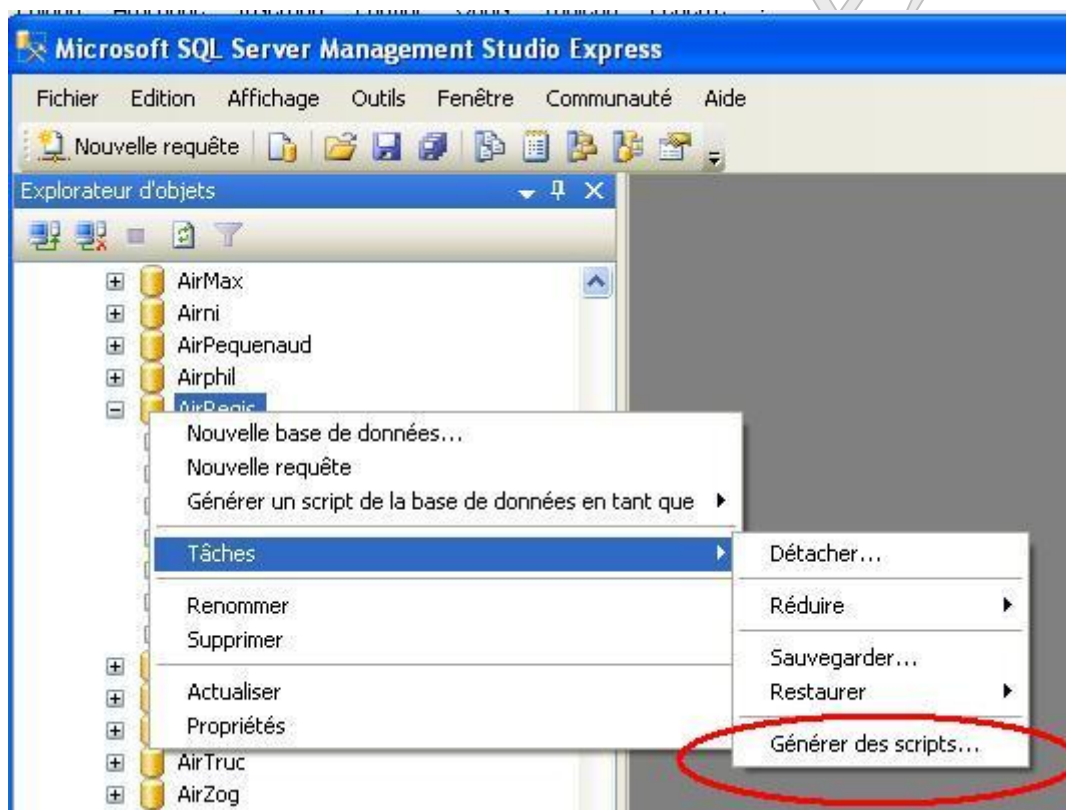 Microsoft SQL Server Management Studio Express
Fichier Edition Affichage Outils Fenêtre Communauté Aide
Nouvelle requête
Explorateur d'objets
AirMax
Airni
AirPequenaud
Airphil
AirRegis
Nouvelle base de données...
Nouvelle requête
Générer un script de la base de données en tant que
Tâches
Détacher...
Renommer
Réduire
Supprimer
Sauvegarder...
Actualiser
Restaurer
Propriétés
Générer des scripts...
AirTruc
AirZog